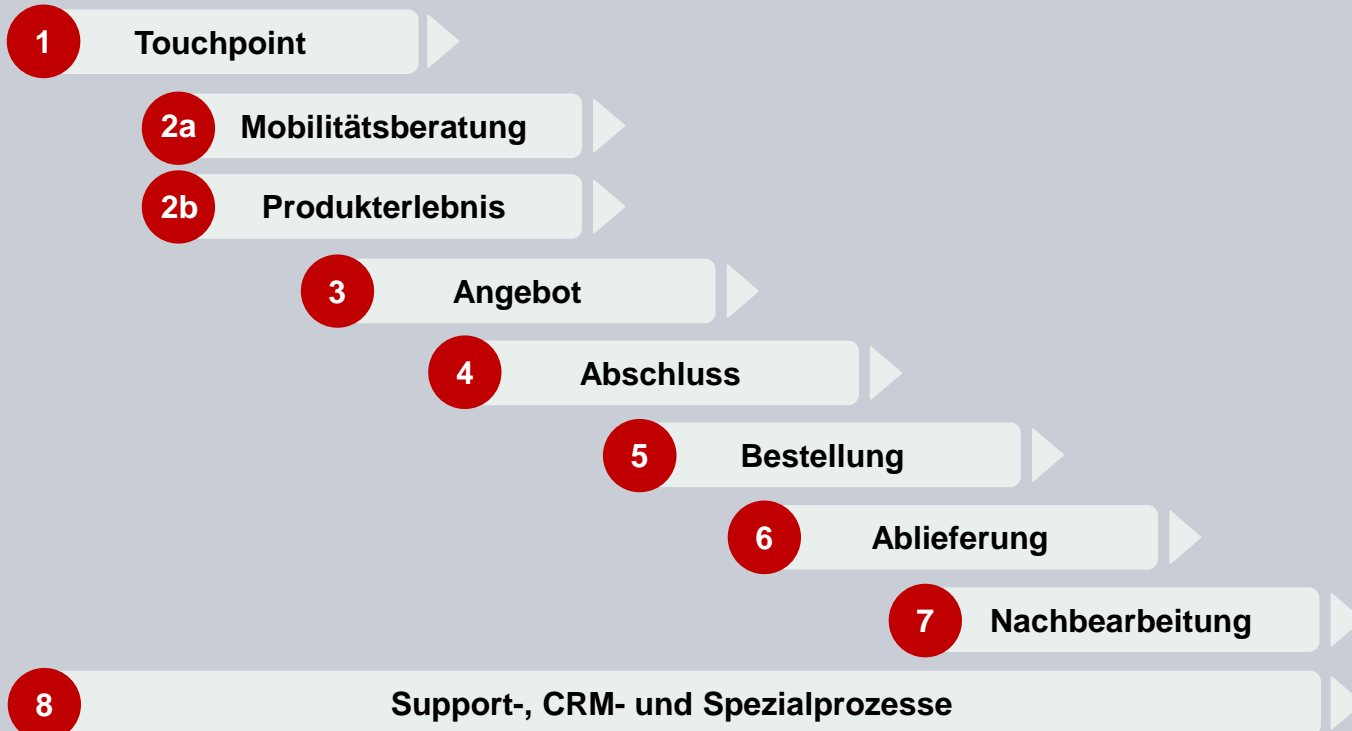 1 Touchpoint
2a Mobilitätsberatung
2b Produkterlebnis
3 Angebot
4 Abschluss
5 Bestellung
6 Ablieferung
7 Nachbearbeitung
8 Support-, CRM- und Spezialprozesse